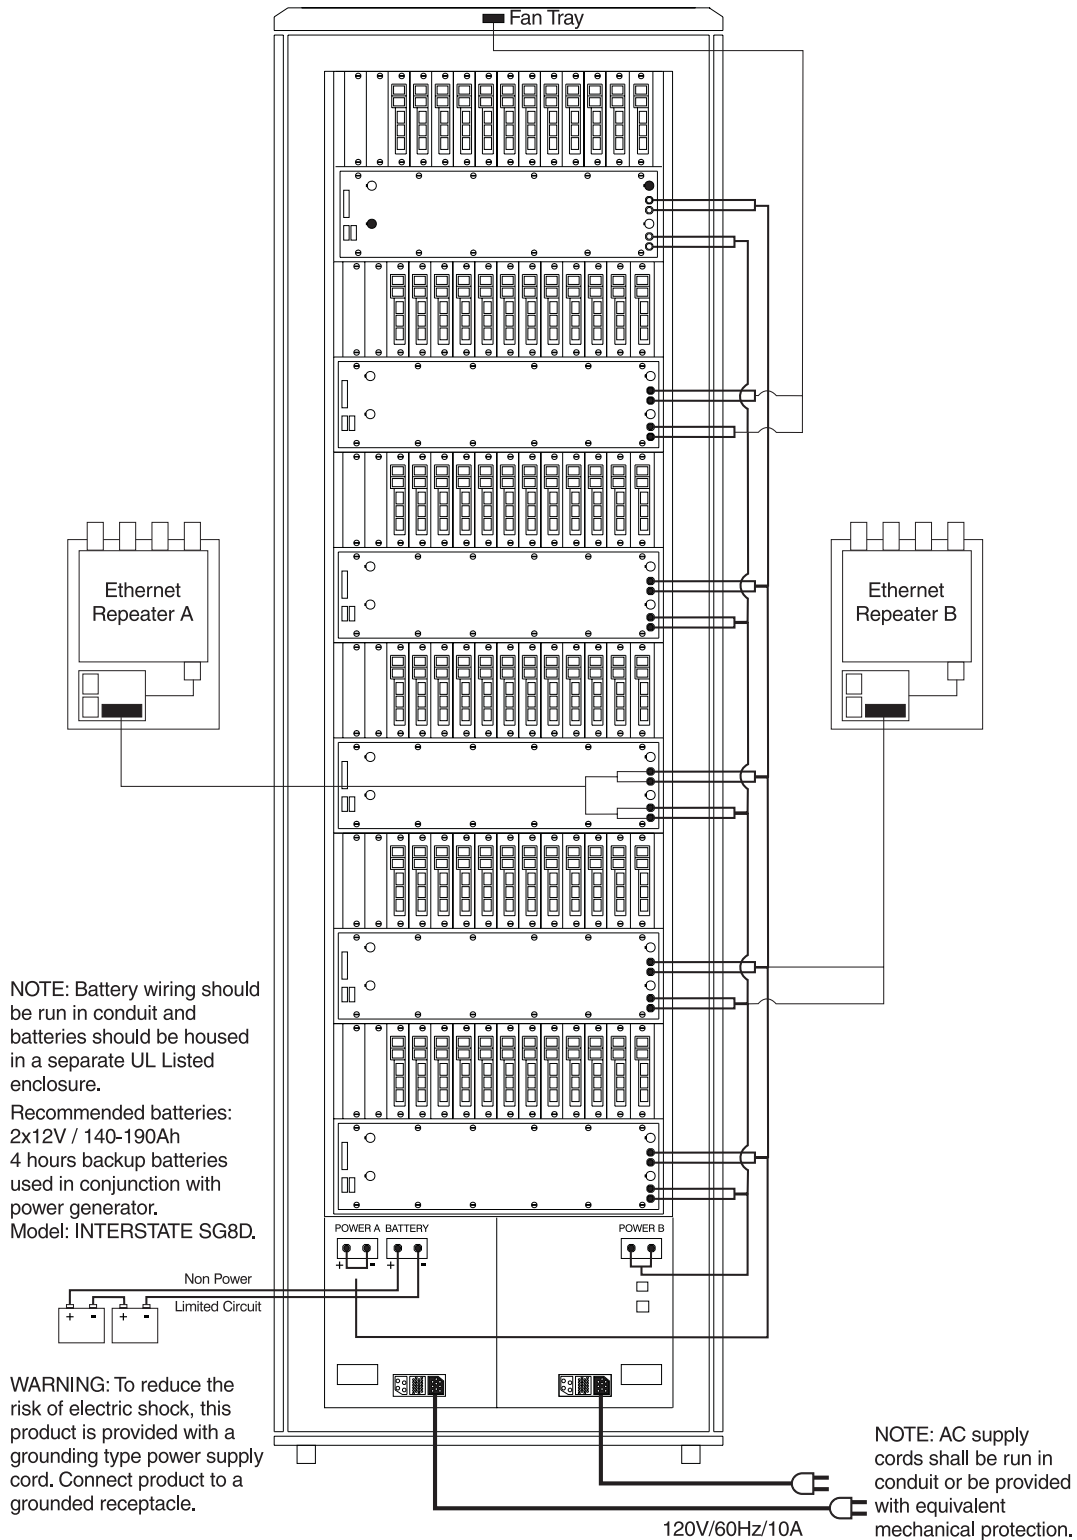 Fan Tray
Ethernet
Repeater A
Ethernet
Repeater B
NOTE: Battery wiring should
be run in conduit and
batteries should be housed
in a separate UL Listed
enclosure.
Recommended batteries:
2x12V / 140-190Ah
4 hours backup batteries
used in conjunction with
power generator.
Model: INTERSTATE SG8D.
POWER A BATTERY
POWER B
+ - + -
Non Power
Limited Circuit
+ - + -
WARNING: To reduce the
risk of electric shock, this
product is provided with a
grounding type power supply
cord. Connect product to a
grounded receptacle.
NOTE: AC supply
cords shall be run in
conduit or be provided
with equivalent
mechanical protection.
120V/60Hz/10A